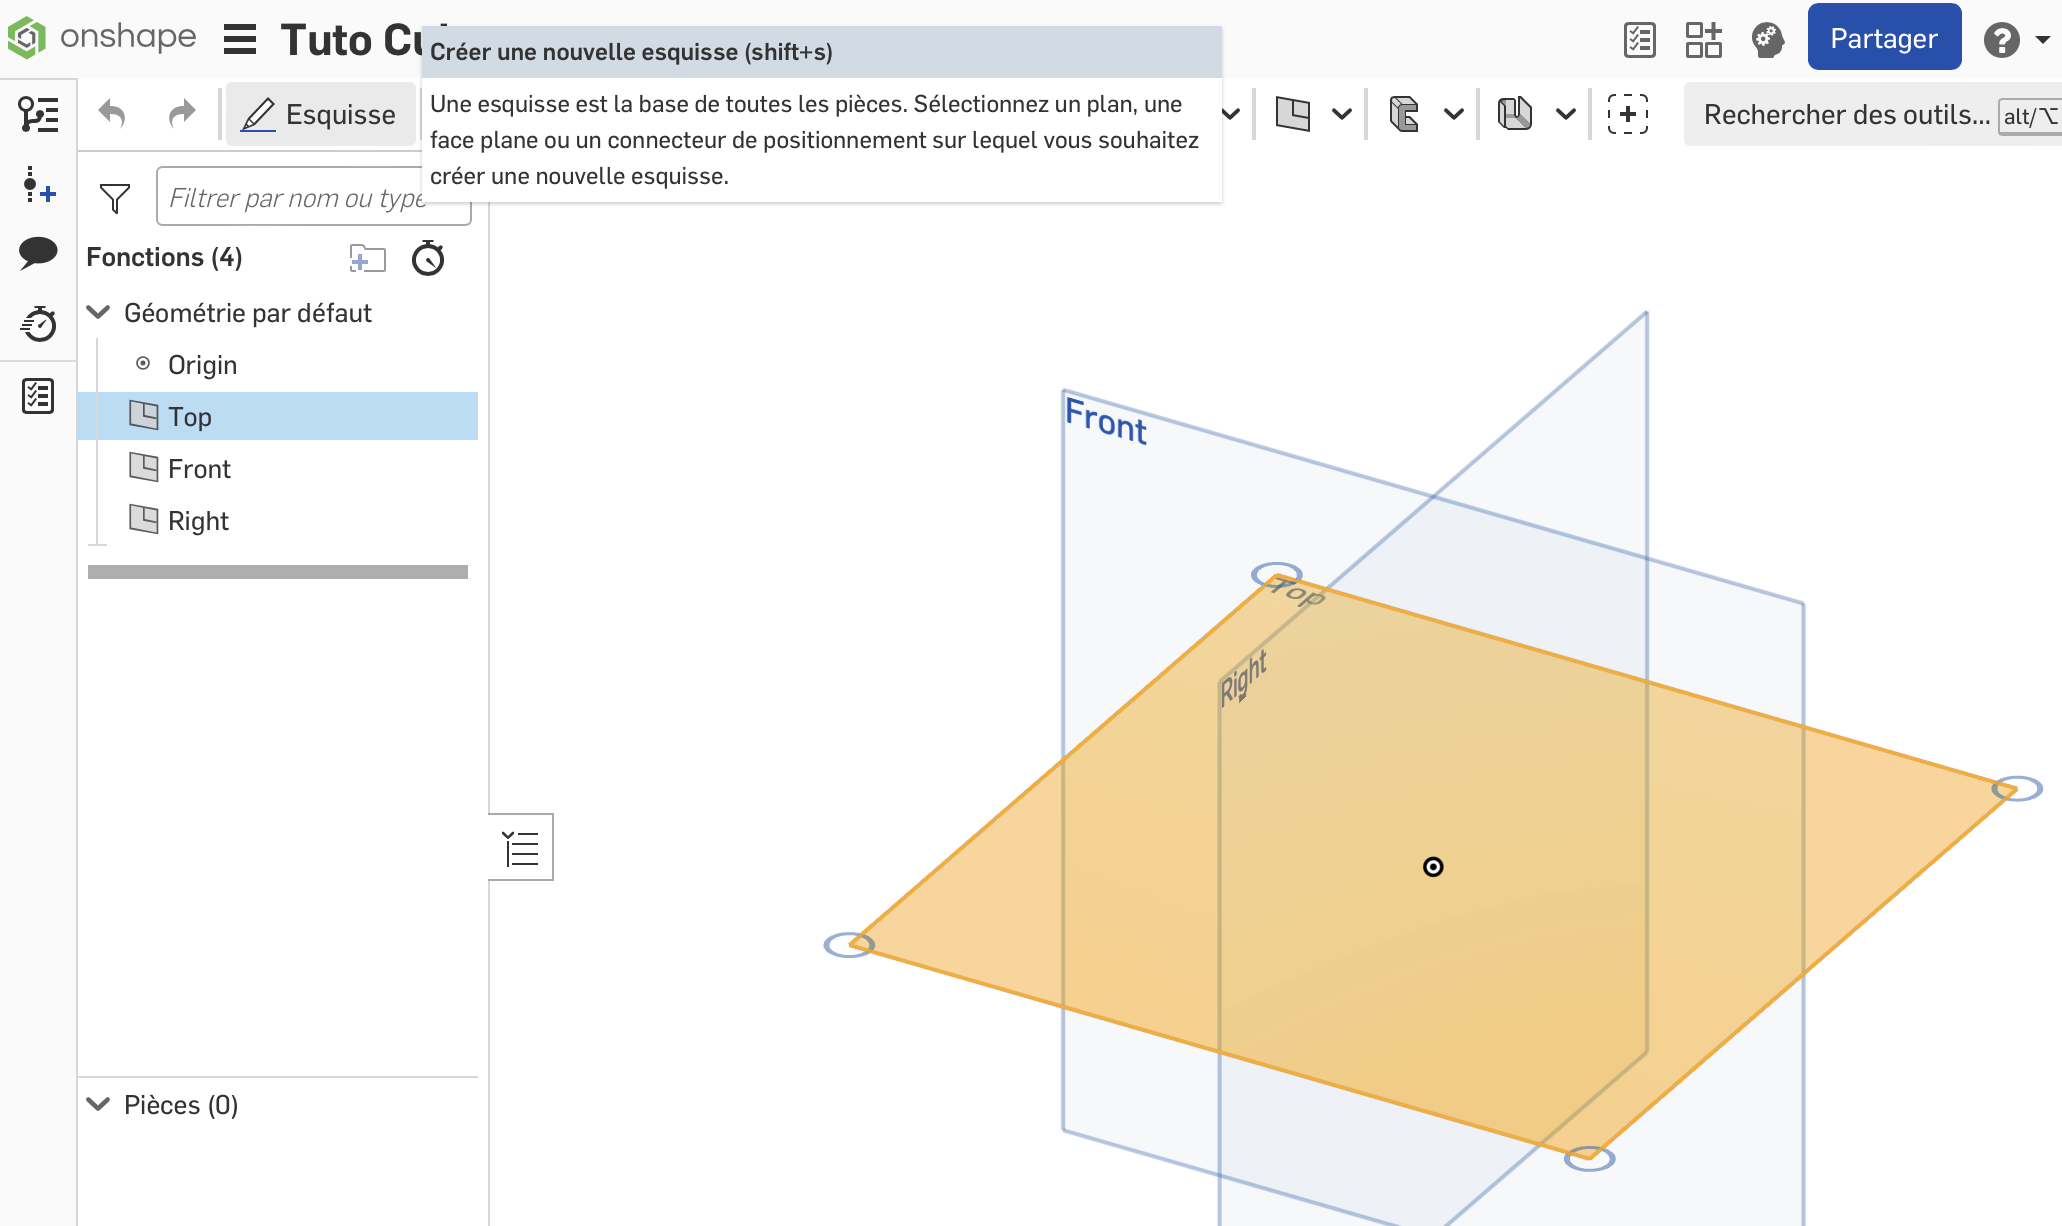 onshape
Tuto Cu
Partager
Créer une nouvelle esquisse (shift+s)
Une esquisse est la base de toutes les pièces. Sélectionnez un plan, une
face plane ou un connecteur de positionnement sur lequel vous souhaitez
créer une nouvelle esquisse.
Esquisse
Rechercher des outils... alt/⌥
Filtrer par nom ou type
Fonctions (4)
Géométrie par défaut
Origin
Top
Front
Right
Pièces (0)
Front
Top
Right